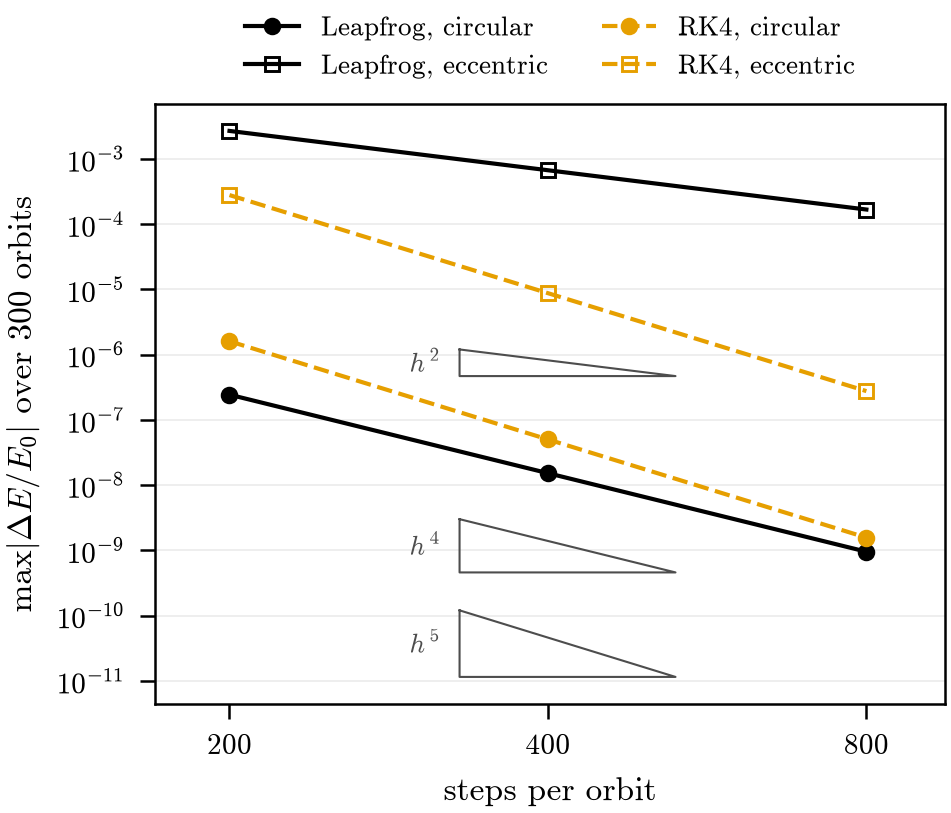 Leapfrog, circular
Leapfrog, eccentric
RK4, circular
RK4, eccentric
max|ΔE/E₀| over 300 orbits
10⁻³
10⁻⁴
10⁻⁵
10⁻⁶
10⁻⁷
10⁻⁸
10⁻⁹
10⁻¹⁰
10⁻¹¹
h²
h⁴
h⁵
200
400
800
steps per orbit